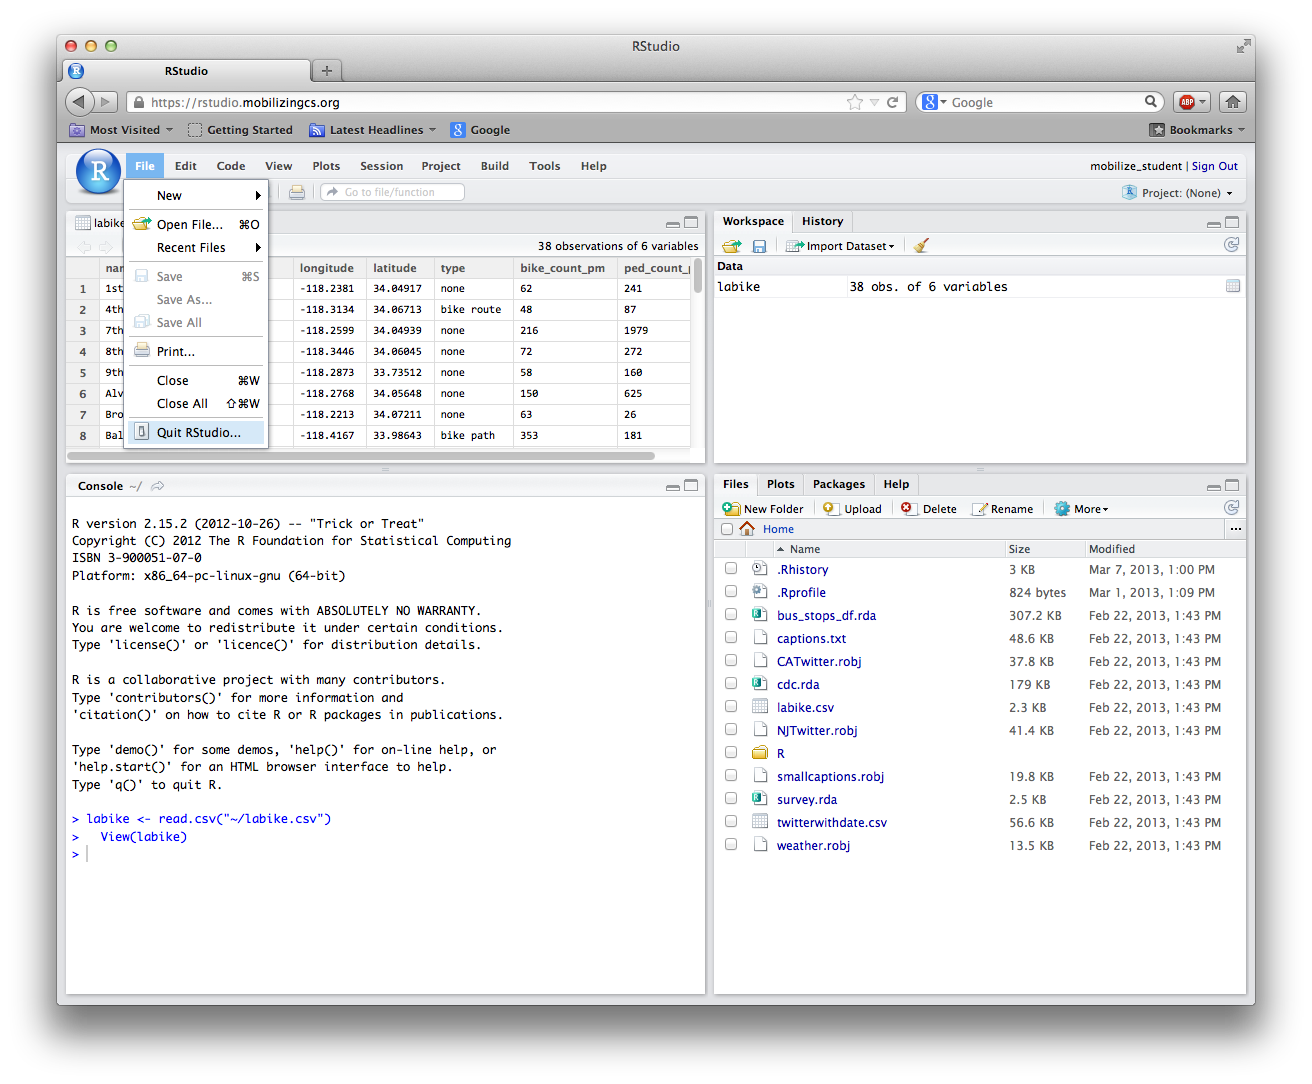 RStudio
RStudio
https://rstudio.mobilizingcs.org
Google
ABP
Most Visited
Getting Started
Latest Headlines
Google
Bookmarks
R
File Edit Code View Plots Session Project Build Tools Help
mobilize_student | Sign Out
Go to file/function
Project: (None)
New
Open File... ⌘O
Recent Files
Save ⌘S
Save As...
Save All
Print...
Close ⌘W
Close All ⇧⌘W
Quit RStudio...
labike
38 observations of 6 variables
longitude latitude type bike_count_pm
1 1st -118.2381 34.04917 none 62 241
2 4th -118.3134 34.06713 bike route 48 87
3 7th -118.2599 34.04939 none 216 1979
4 8th -118.3446 34.06045 none 72 272
5 9th -118.2873 33.73512 none 58 160
6 Alv -118.2768 34.05648 none 150 625
7 Bro -118.2213 34.07211 none 63 26
8 Bal -118.4167 33.98643 bike path 353 181
Workspace History
Import Dataset
Data
labike 38 obs. of 6 variables
Console ~/
R version 2.15.2 (2012-10-26) -- "Trick or Treat"
Copyright (C) 2012 The R Foundation for Statistical Computing
ISBN 3-900051-07-0
Platform: x86_64-pc-linux-gnu (64-bit)
R is free software and comes with ABSOLUTELY NO WARRANTY.
You are welcome to redistribute it under certain conditions.
Type 'license()' or 'licence()' for distribution details.
R is a collaborative project with many contributors.
Type 'contributors()' for more information and
'citation()' on how to cite R or R packages in publications.
Type 'demo()' for some demos, 'help()' for on-line help, or
'help.start()' for an HTML browser interface to help.
Type 'q()' to quit R.
> labike <- read.csv("~/labike.csv")
>   View(labike)
>
Files Plots Packages Help
New Folder Upload Delete Rename More
Home ...
Name Size Modified
.Rhistory 3 KB Mar 7, 2013, 1:00 PM
.Rprofile 824 bytes Mar 1, 2013, 1:09 PM
bus_stops_df.rda 307.2 KB Feb 22, 2013, 1:43 PM
captions.txt 48.6 KB Feb 22, 2013, 1:43 PM
CATwitter.robj 37.8 KB Feb 22, 2013, 1:43 PM
cdc.rda 179 KB Feb 22, 2013, 1:43 PM
labike.csv 2.3 KB Feb 22, 2013, 1:43 PM
NJTwitter.robj 41.4 KB Feb 22, 2013, 1:43 PM
R
smallcaptions.robj 19.8 KB Feb 22, 2013, 1:43 PM
survey.rda 2.5 KB Feb 22, 2013, 1:43 PM
twitterwithdate.csv 56.6 KB Feb 22, 2013, 1:43 PM
weather.robj 13.5 KB Feb 22, 2013, 1:43 PM